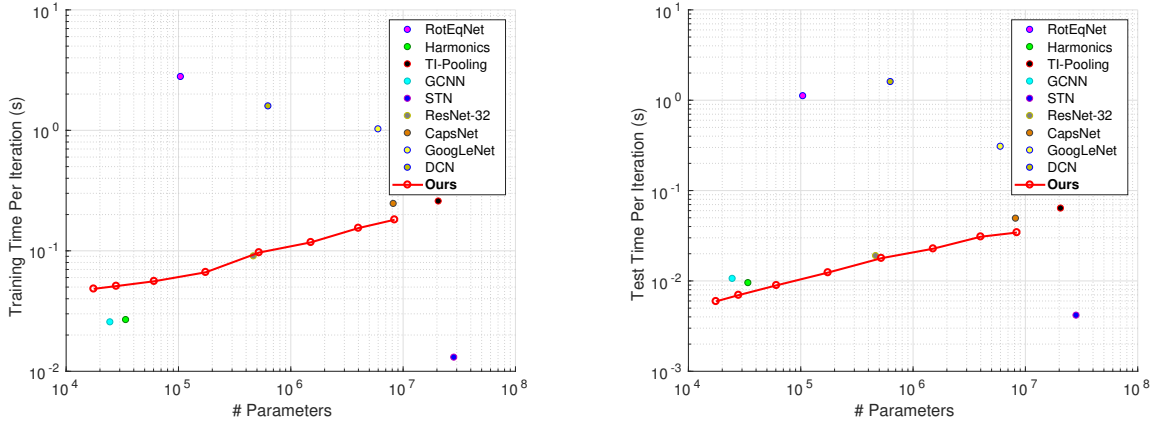 10^1
10^0
10^-1
10^-2
10^4 10^5 10^6 10^7 10^8
Training Time Per Iteration (s)
# Parameters
RotEqNet
Harmonics
TI-Pooling
GCNN
STN
ResNet-32
CapsNet
GoogLeNet
DCN
Ours
10^1
10^0
10^-1
10^-2
10^-3
10^4 10^5 10^6 10^7 10^8
Test Time Per Iteration (s)
# Parameters
RotEqNet
Harmonics
TI-Pooling
GCNN
STN
ResNet-32
CapsNet
GoogLeNet
DCN
Ours